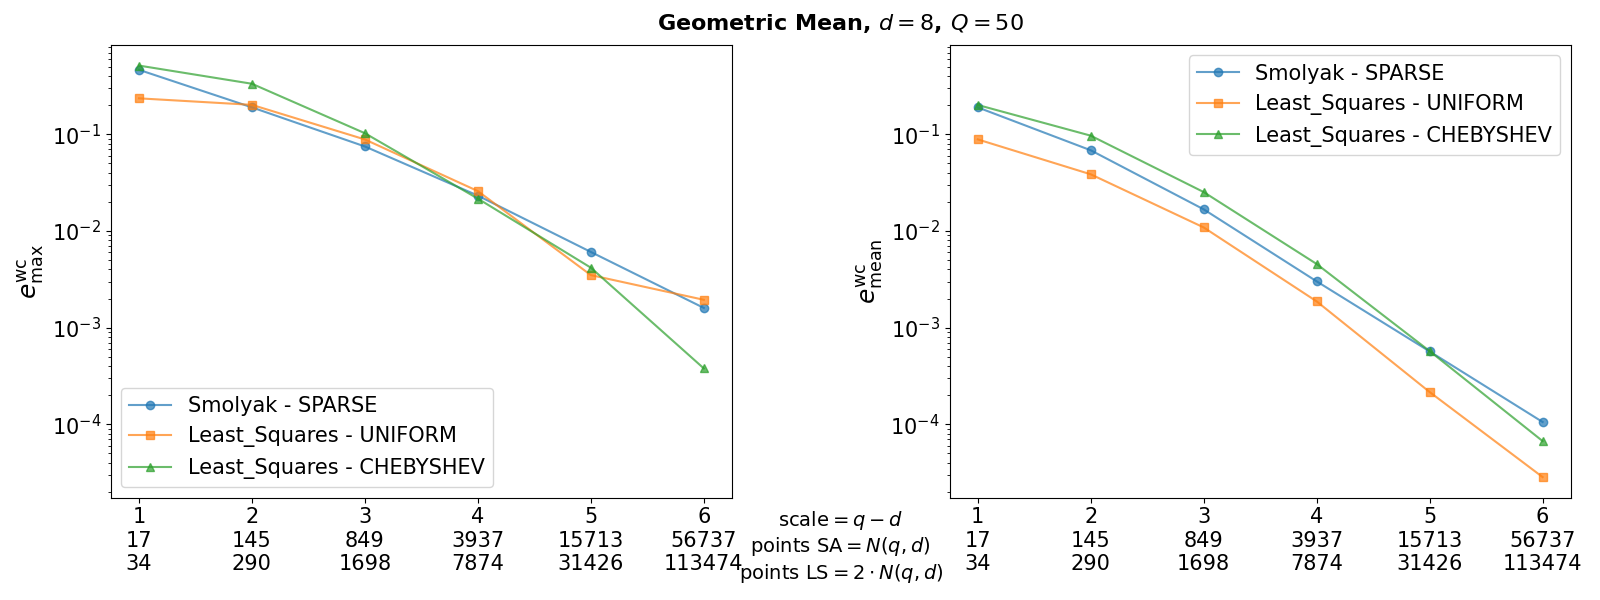 Geometric Mean, d = 8, Q = 50
e^wc_max
10^-1
10^-2
10^-3
10^-4
Smolyak - SPARSE
Least_Squares - UNIFORM
Least_Squares - CHEBYSHEV
1 2 3 4 5 6
17 145 849 3937 15713 56737
34 290 1698 7874 31426 113474
scale = q − d
points SA = N(q, d)
points LS = 2 · N(q, d)
e^wc_mean
10^-1
10^-2
10^-3
10^-4
Smolyak - SPARSE
Least_Squares - UNIFORM
Least_Squares - CHEBYSHEV
1 2 3 4 5 6
17 145 849 3937 15713 56737
34 290 1698 7874 31426 113474